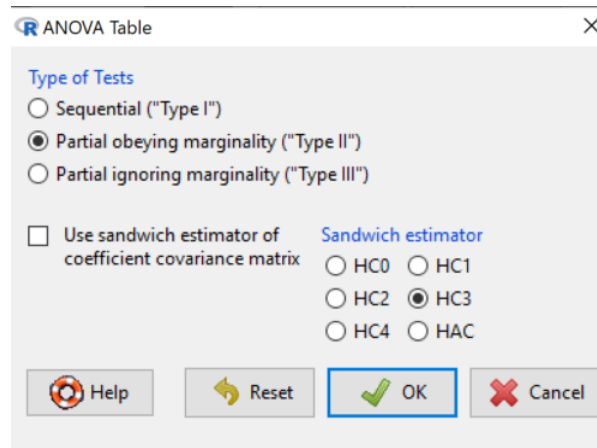 R ANOVA Table
Type of Tests
Sequential ("Type I")
Partial obeying marginality ("Type II")
Partial ignoring marginality ("Type III")
Use sandwich estimator of
coefficient covariance matrix
Sandwich estimator
HC0 HC1
HC2 HC3
HC4 HAC
Help Reset OK Cancel